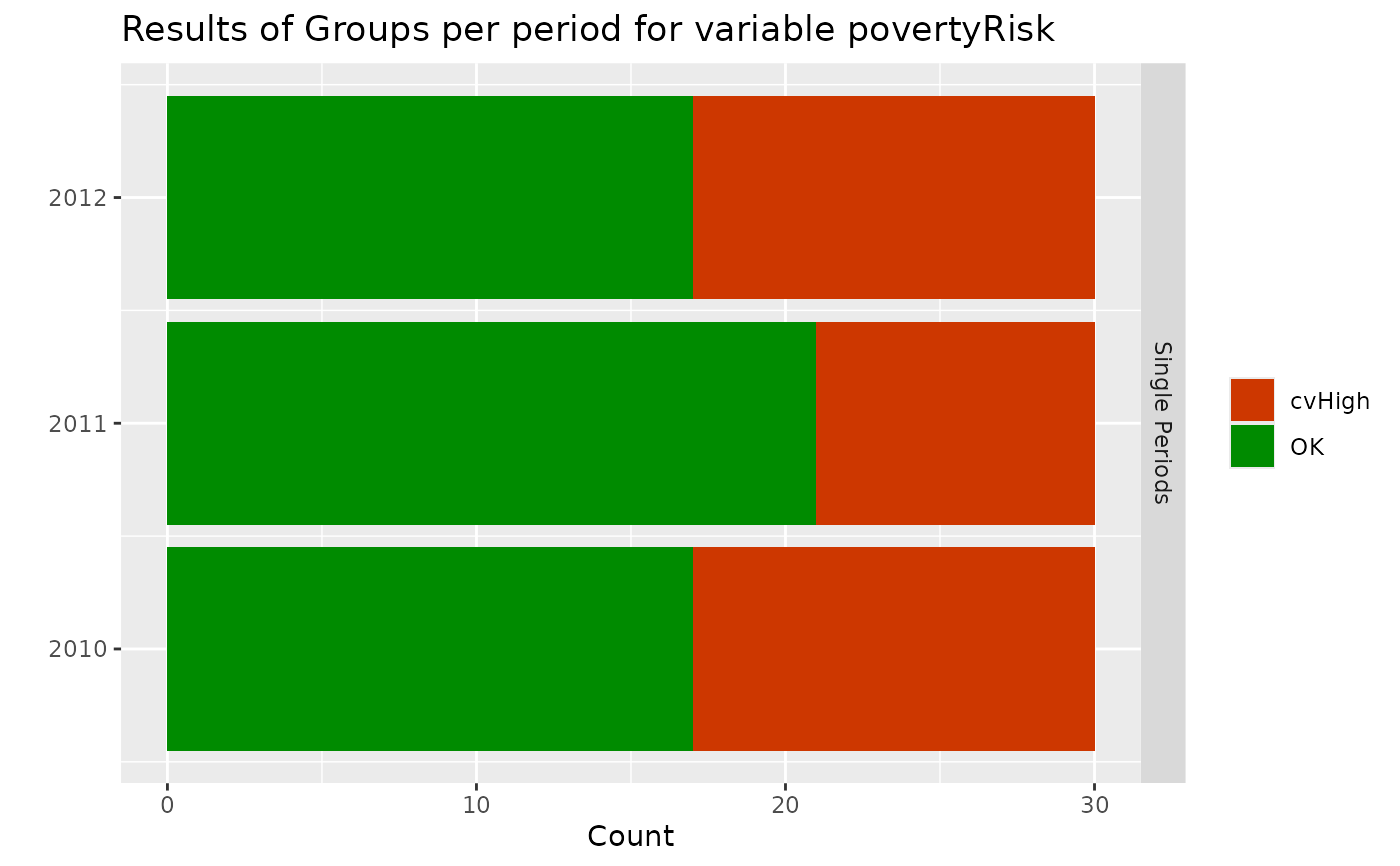 Results of Groups per period for variable povertyRisk
2012
2011
2010
0 10 20 30
Count
Single Periods
cvHigh
OK